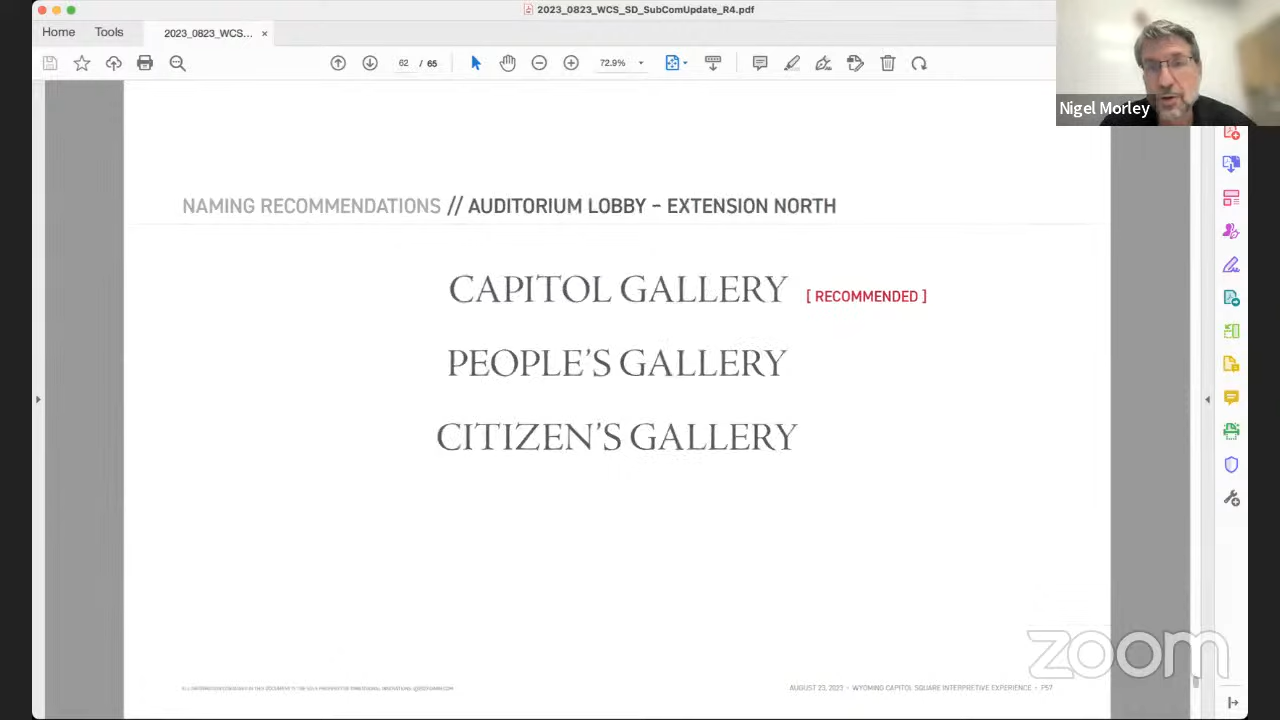 2023_0823_WCS_SD_SubComUpdate_R4.pdf
Home Tools 2023_0823_WCS... ×
62 / 65 72.9%
Nigel Morley
NAMING RECOMMENDATIONS // AUDITORIUM LOBBY – EXTENSION NORTH
CAPITOL GALLERY [ RECOMMENDED ]
PEOPLE'S GALLERY
CITIZEN'S GALLERY
zoom
AUGUST 23, 2023 - WYOMING CAPITOL SQUARE INTERPRETIVE EXPERIENCE - P57